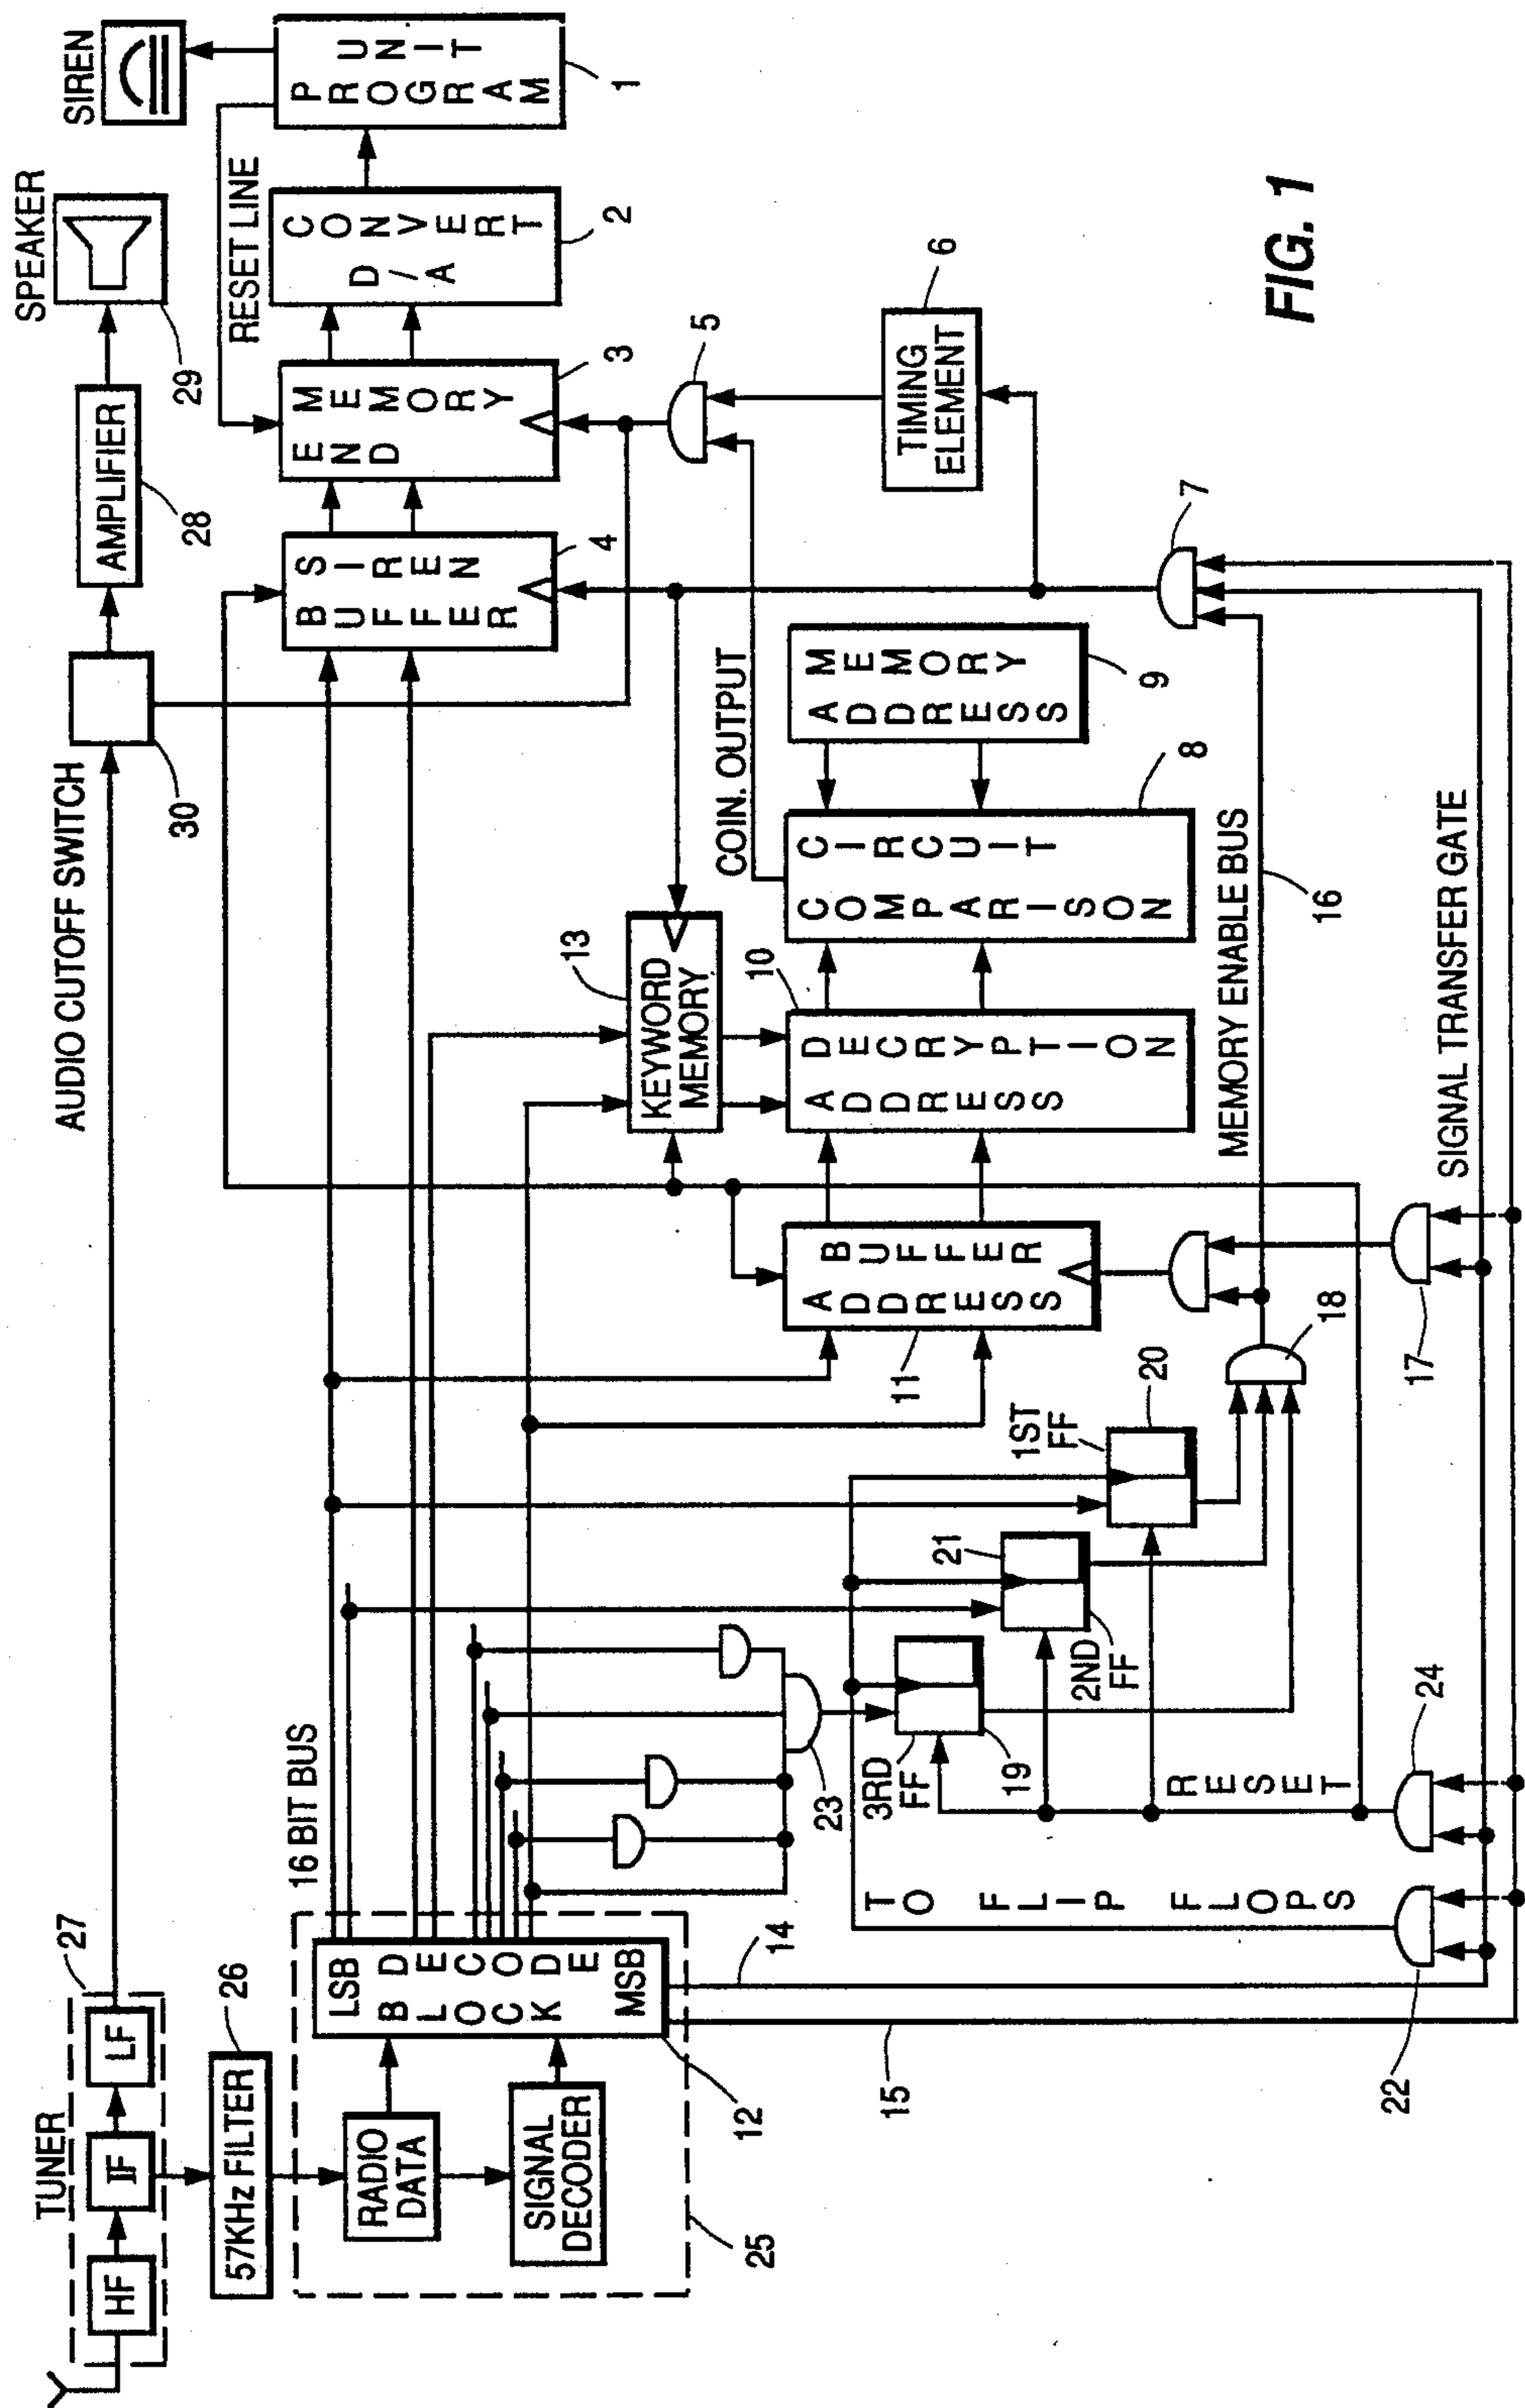 SIREN
SPEAKER
UNIT
PROGRAM
1
RESET LINE
CONVERT
D/A
2
29
AMPLIFIER
28
MEMORY
END
3
5
6
TIMING
ELEMENT
SIREN
BUFFER
4
7
AUDIO CUTOFF SWITCH
30
COIN. OUTPUT
MEMORY
ADDRESS
9
CIRCUIT
COMPARISON
8
13
KEYWORD
MEMORY
10
DECRYPTION
ADDRESS
MEMORY ENABLE BUS
16
SIGNAL TRANSFER GATE
BUFFER
ADDRESS
11
18
17
20
1ST
FF
21
2ND
FF
3RD
FF
19
23
RESET
24
16 BIT BUS
TO FLIP FLOPS
22
14
15
TUNER
27
HF
IF
LF
26
57KHz FILTER
LSB
DECODE
BLOCK
MSB
12
RADIO
DATA
SIGNAL
DECODER
25
FIG. 1